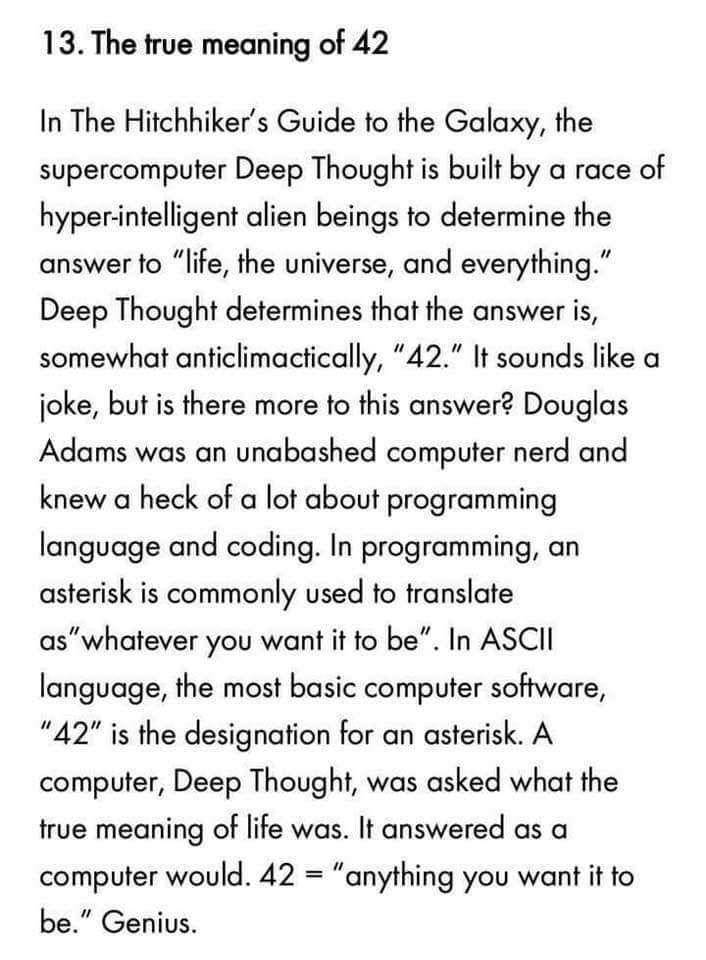 13. The true meaning of 42
In The Hitchhiker's Guide to the Galaxy, the
supercomputer Deep Thought is built by a race of
hyper-intelligent alien beings to determine the
answer to "life, the universe, and everything."
Deep Thought determines that the answer is,
somewhat anticlimactically, "42." It sounds like a
joke, but is there more to this answer? Douglas
Adams was an unabashed computer nerd and
knew a heck of a lot about programming
language and coding. In programming, an
asterisk is commonly used to translate
as"whatever you want it to be". In ASCII
language, the most basic computer software,
"42" is the designation for an asterisk. A
computer, Deep Thought, was asked what the
true meaning of life was. It answered as a
computer would. 42 = "anything you want it to
be." Genius.